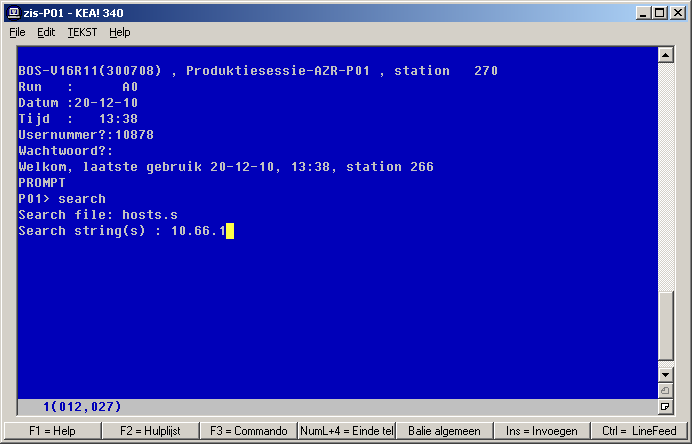 zis-P01 - KEA! 340
File Edit TEKST Help
BOS-V16R11(300708) , Produktiesessie-AZR-P01 , station 270
Run : A0
Datum :20-12-10
Tijd : 13:38
Usernummer?:10878
Wachtwoord?:
Welkom, laatste gebruik 20-12-10, 13:38, station 266
PROMPT
P01> search
Search file: hosts.s
Search string(s) : 10.66.1
1(012,027)
F1 = Help F2 = Hulplijst F3 = Commando NumL+4 = Einde tel Balie algemeen Ins = Invoegen Ctrl = LineFeed